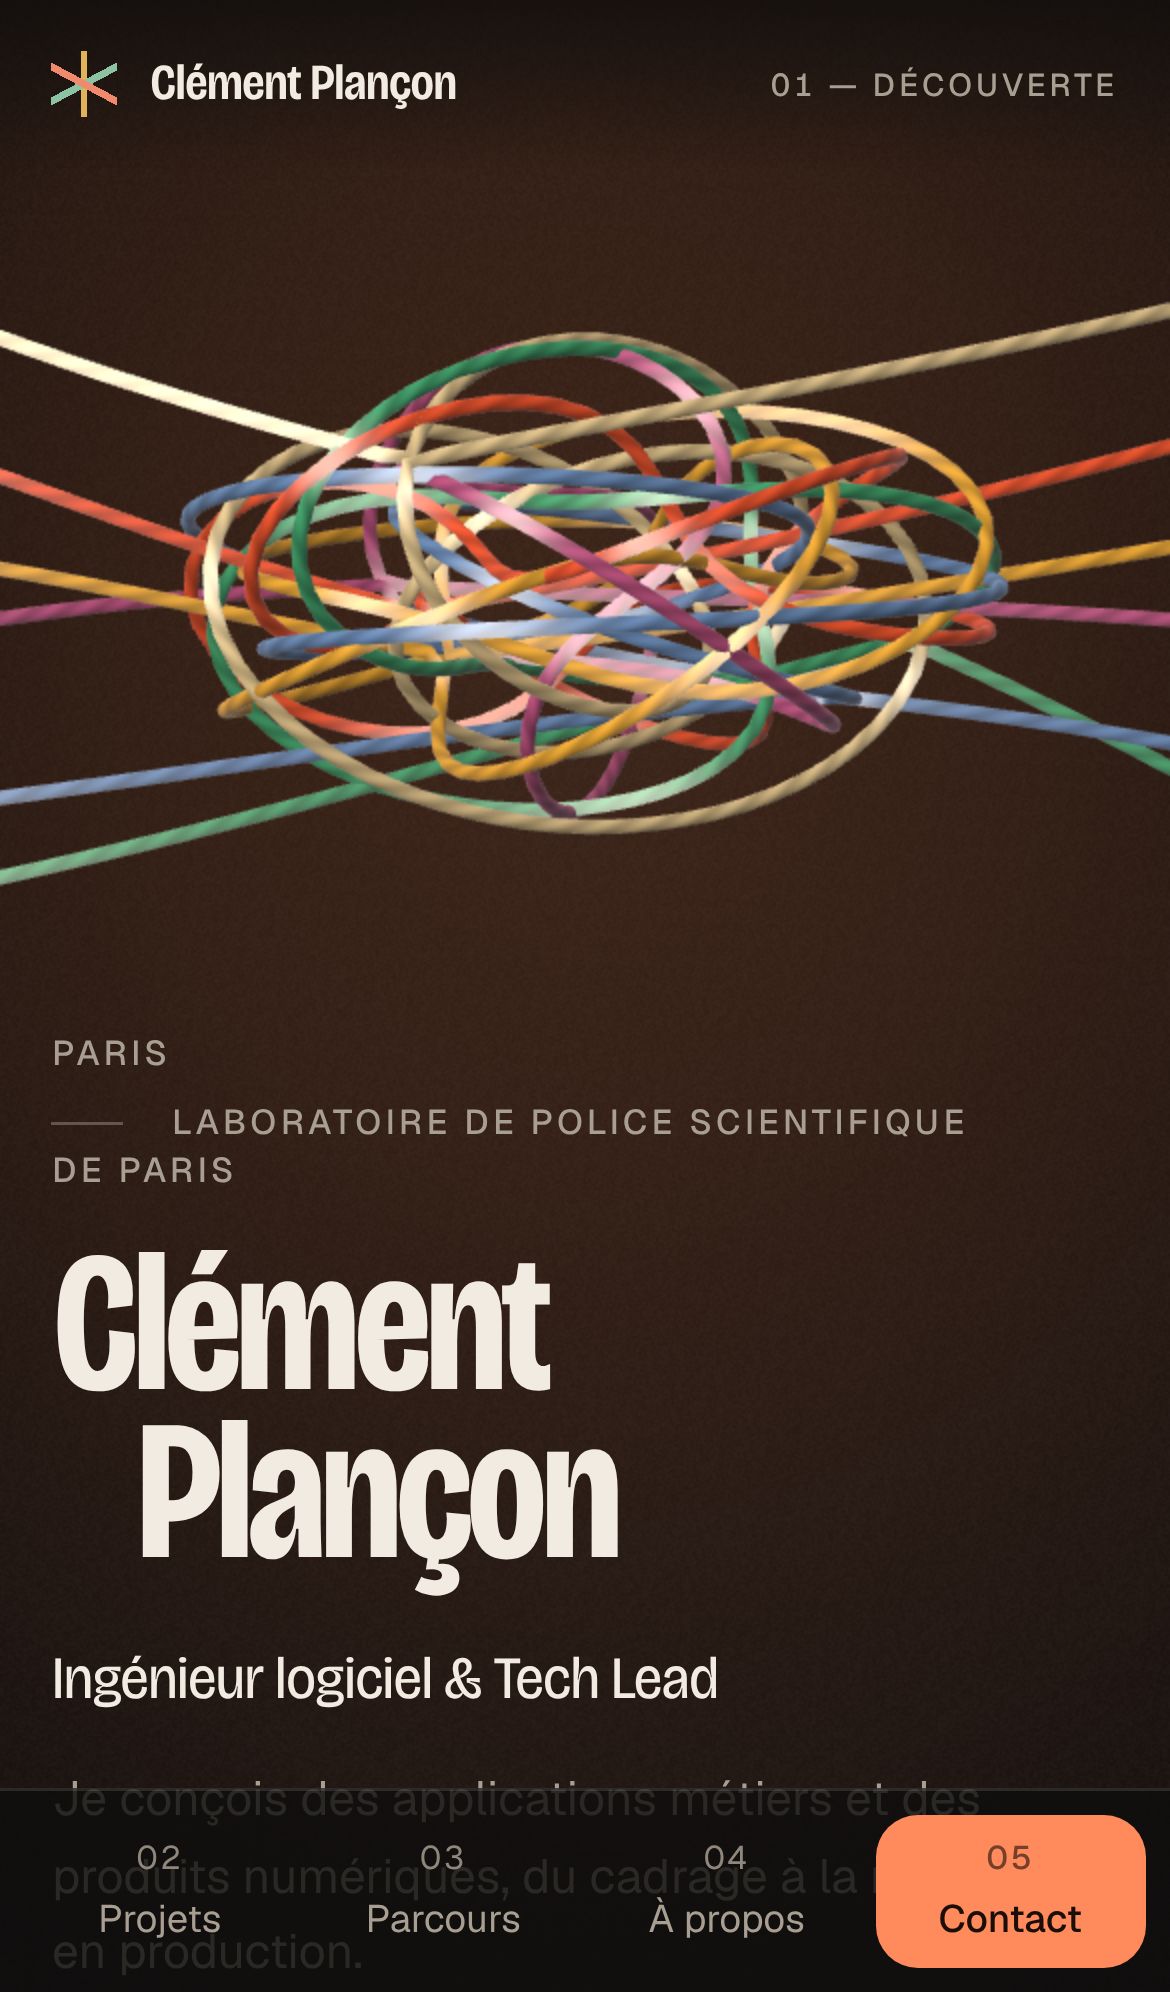 Clément Plançon
01 — DÉCOUVERTE
PARIS
— LABORATOIRE DE POLICE SCIENTIFIQUE
DE PARIS
Clément
Plançon
Ingénieur logiciel & Tech Lead
Je conçois des applications métiers et des
produits numériques, du cadrage à la
en production.
02
Projets
03
Parcours
04
À propos
05
Contact